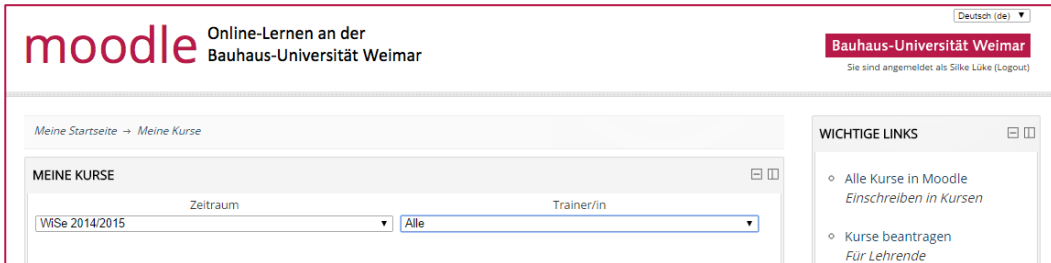 Deutsch (de)
moodle
Online-Lernen an der
Bauhaus-Universität Weimar
Bauhaus-Universität Weimar
Sie sind angemeldet als Silke Lüke (Logout)
Meine Startseite → Meine Kurse
MEINE KURSE
Zeitraum
WiSe 2014/2015
Trainer/in
Alle
WICHTIGE LINKS
Alle Kurse in Moodle
Einschreiben in Kursen
Kurse beantragen
Für Lehrende